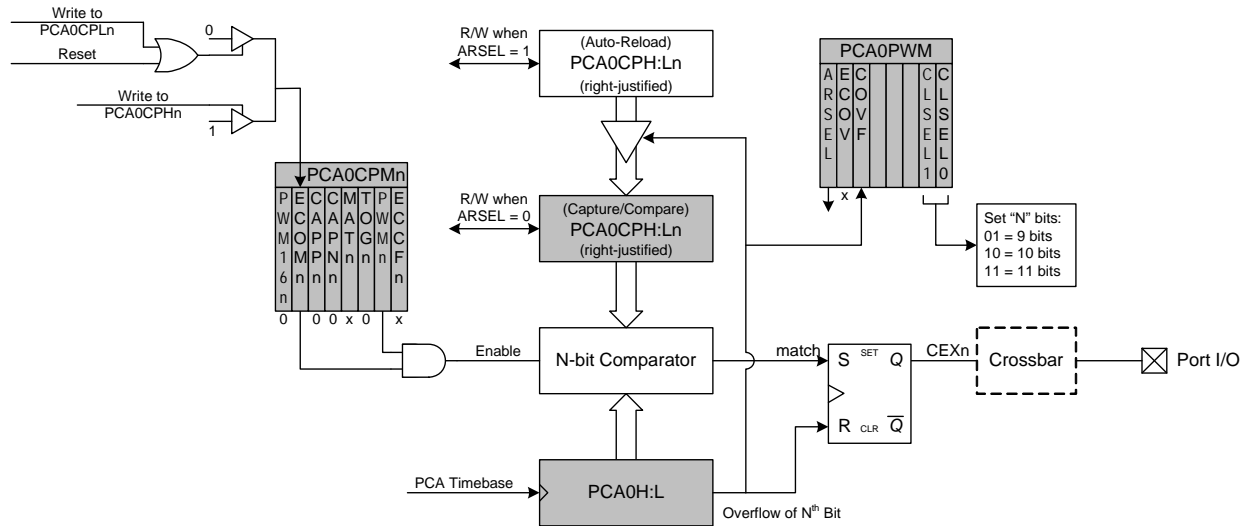 Write to
PCA0CPLn
Reset
0
Write to
PCA0CPHn
1
R/W when
ARSEL = 1
(Auto-Reload)
PCA0CPH:Ln
(right-justified)
PCA0PWM
ARSEL
ECOV
COVF
CLSEL1
CLSEL0
x
Set “N” bits:
01 = 9 bits
10 = 10 bits
11 = 11 bits
PCA0CPMn
PWM16n
ECOMn
CAPPn
CAPNn
MATn
TOGn
PWMn
ECCFn
0 0 0 x 0 x
R/W when
ARSEL = 0
(Capture/Compare)
PCA0CPH:Ln
(right-justified)
Enable
N-bit Comparator
match
S SET Q
R CLR Q
CEXn
Crossbar
Port I/O
PCA Timebase
PCA0H:L
Overflow of Nth Bit